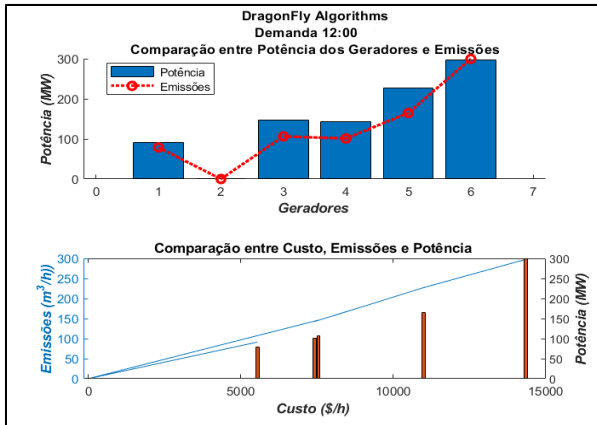 DragonFly Algorithms
Demanda 12:00
Comparação entre Potência dos Geradores e Emissões
Potência (MW)
300
200
100
0
Potência
Emissões
0 1 2 3 4 5 6 7
Geradores
Comparação entre Custo, Emissões e Potência
Emissões (m³/h))
300
250
200
150
100
50
0
300
250
200
150
100
50
0
Potência (MW)
0 5000 10000 15000
Custo ($/h)